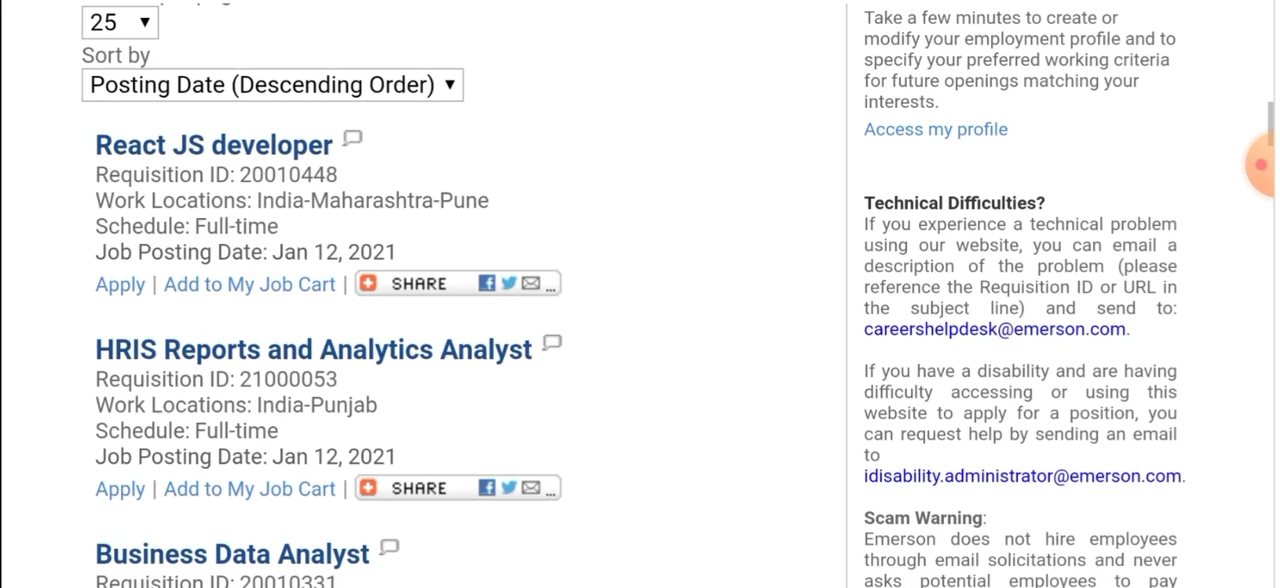 25
Sort by
Posting Date (Descending Order)
React JS developer
Requisition ID: 20010448
Work Locations: India-Maharashtra-Pune
Schedule: Full-time
Job Posting Date: Jan 12, 2021
Apply | Add to My Job Cart | SHARE ...
HRIS Reports and Analytics Analyst
Requisition ID: 21000053
Work Locations: India-Punjab
Schedule: Full-time
Job Posting Date: Jan 12, 2021
Apply | Add to My Job Cart | SHARE ...
Business Data Analyst
Requisition ID: 20010331
Take a few minutes to create or
modify your employment profile and to
specify your preferred working criteria
for future openings matching your
interests.
Access my profile
Technical Difficulties?
If you experience a technical problem
using our website, you can email a
description of the problem (please
reference the Requisition ID or URL in
the subject line) and send to:
careershelpdesk@emerson.com.
If you have a disability and are having
difficulty accessing or using this
website to apply for a position, you
can request help by sending an email
to
idisability.administrator@emerson.com.
Scam Warning:
Emerson does not hire employees
through email solicitations and never
asks potential employees to pay